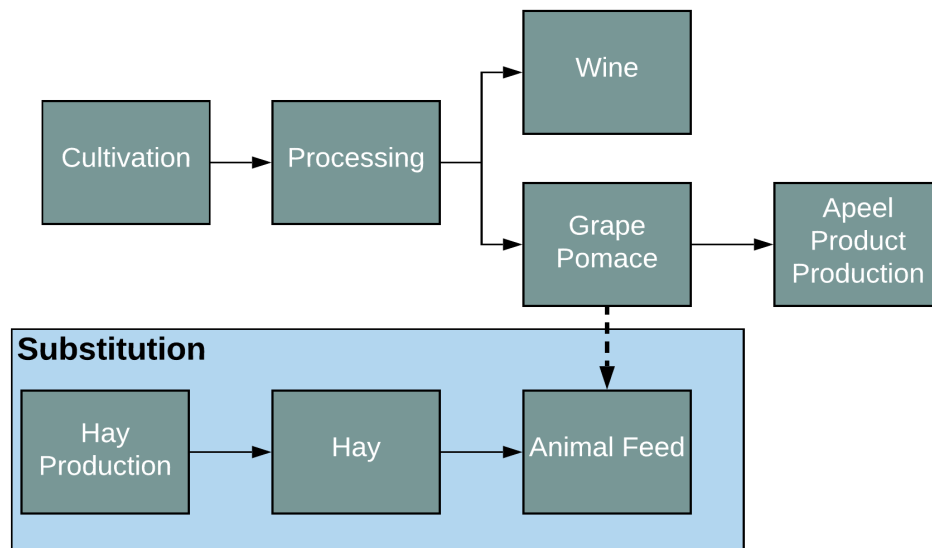 Wine
Cultivation
Processing
Grape
Pomace
Apeel
Product
Production
Substitution
Hay
Production
Hay
Animal Feed